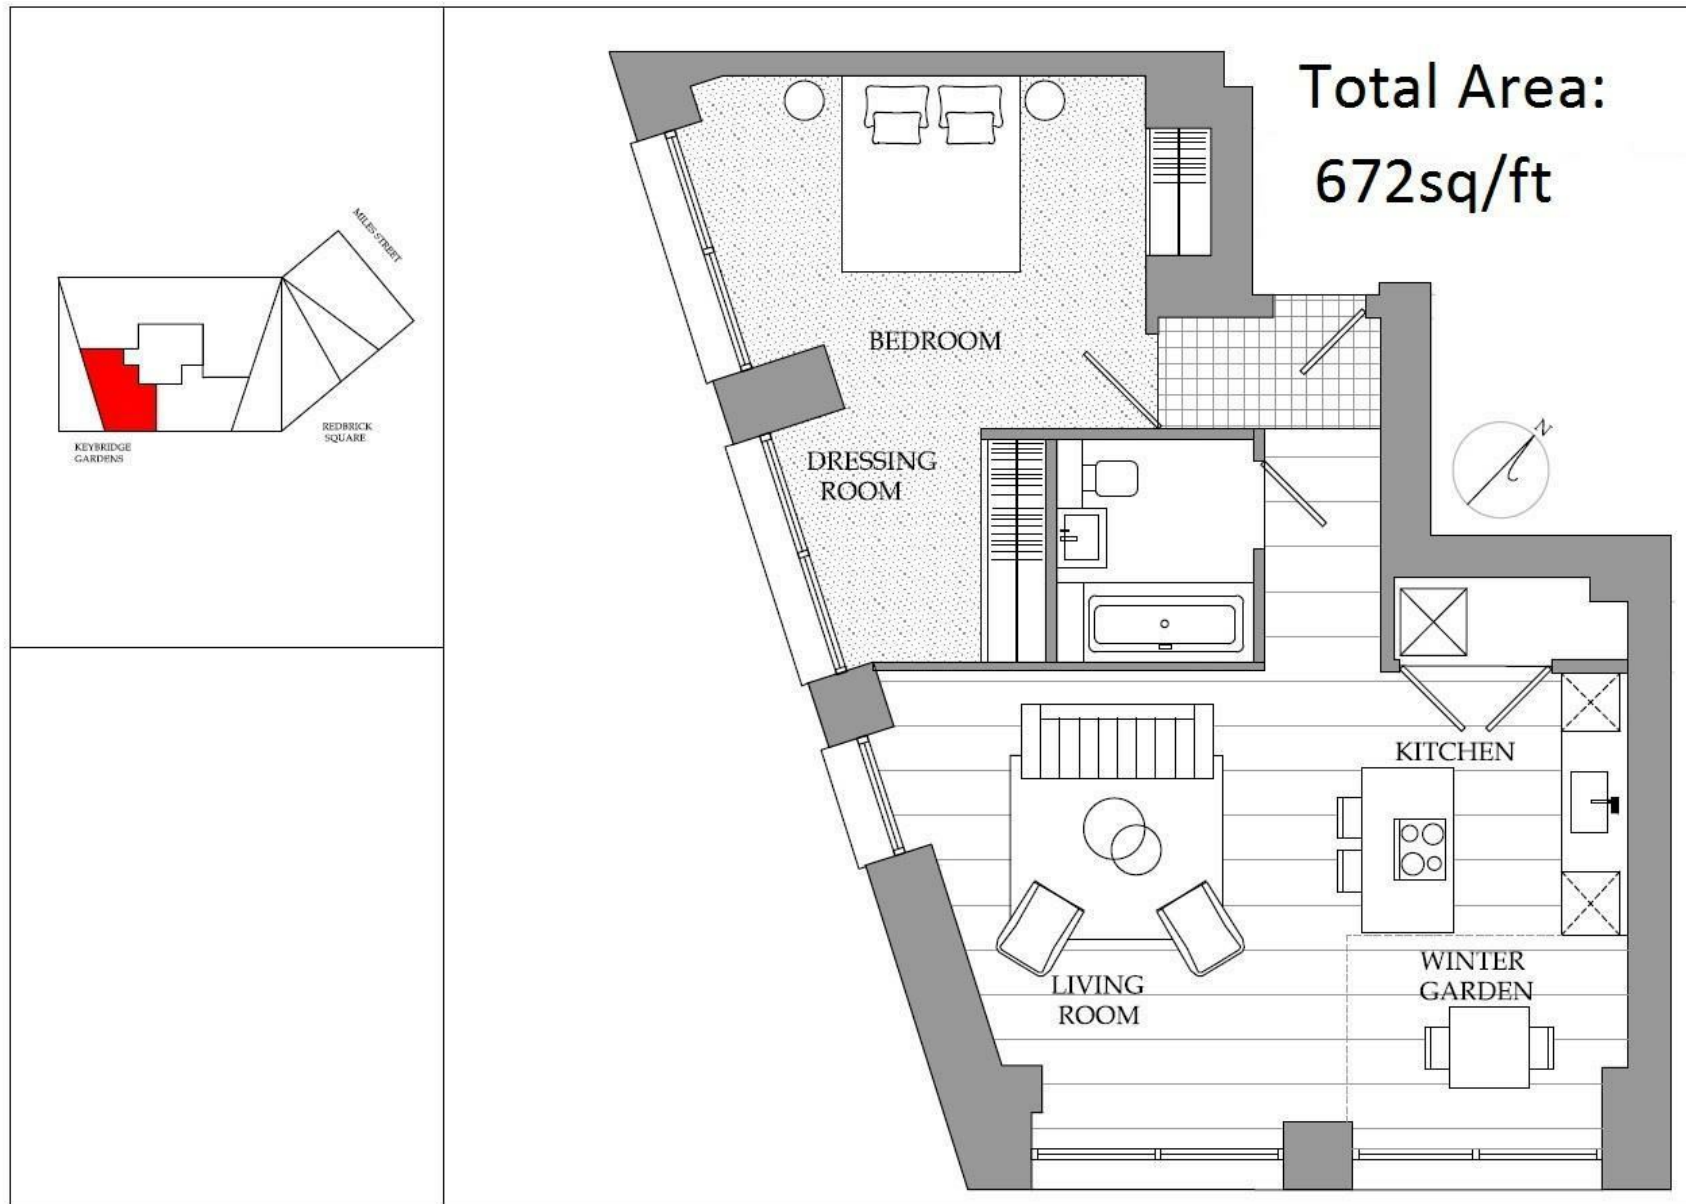 Total Area:
672sq/ft
MILES STREET
REDBRICK
SQUARE
KEYBRIDGE
GARDENS
BEDROOM
DRESSING
ROOM
N
KITCHEN
WINTER
GARDEN
LIVING
ROOM